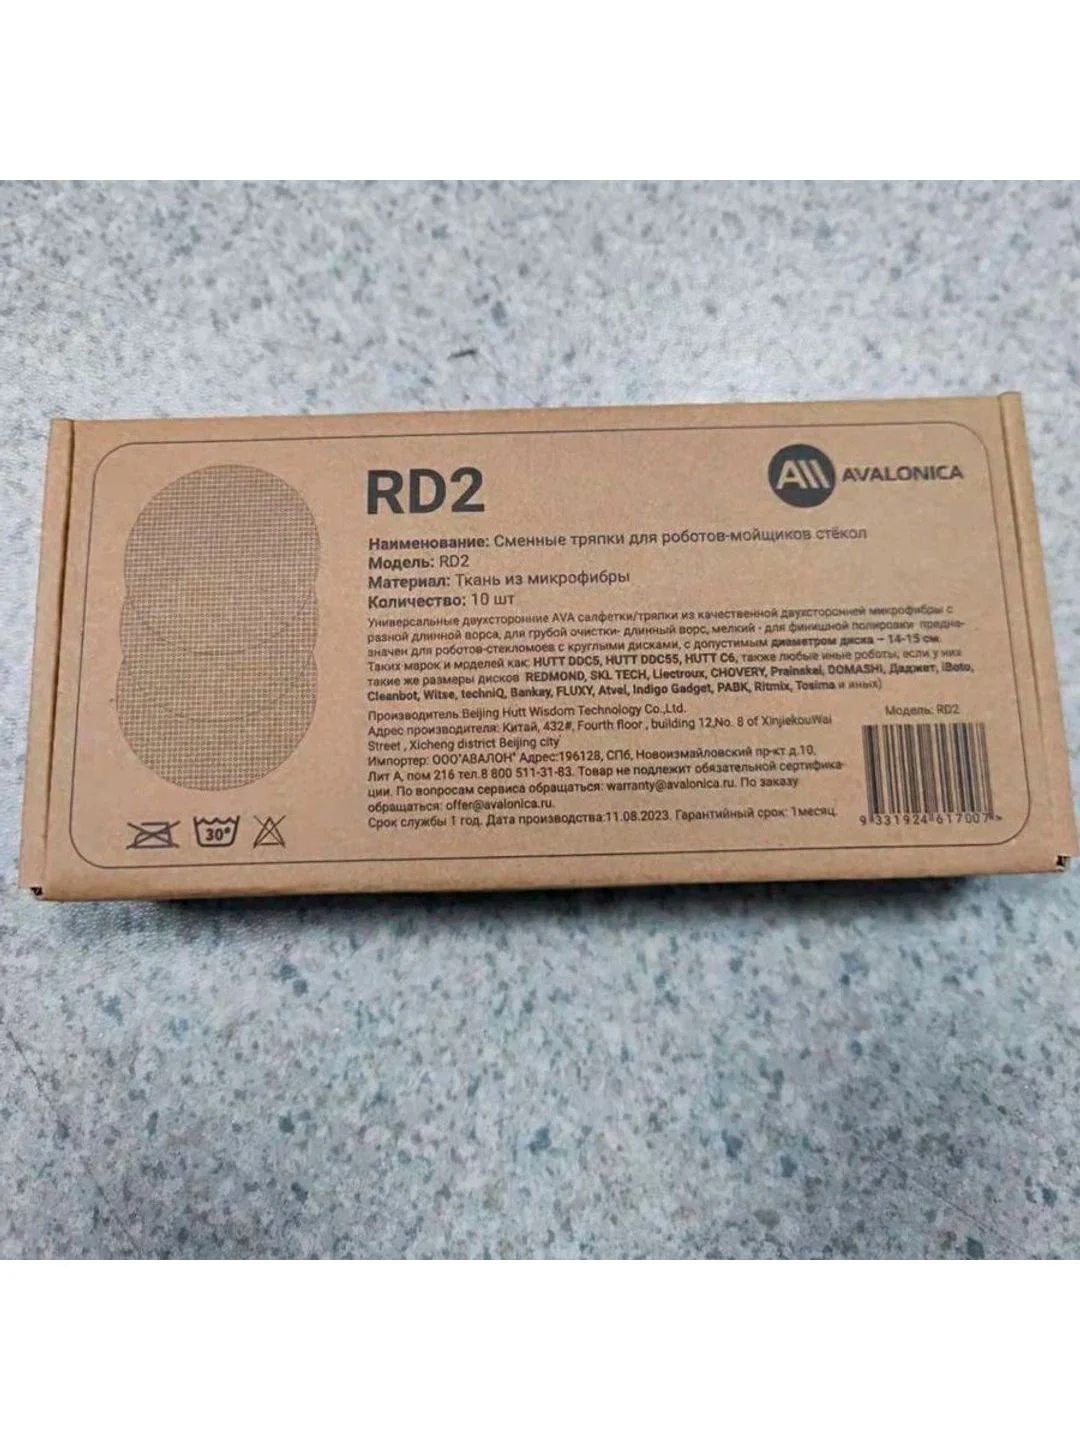 RD2
AVALONICA
Наименование: Сменные тряпки для роботов-мойщиков стёкол
Модель: RD2
Материал: Ткань из микрофибры
Количество: 10 шт
Универсальные двухсторонние AVA салфетки/тряпки из качественной двухсторонней микрофибры с
разной длинной ворса, для грубой очистки- длинный ворс, мелкий - для финишной полировки предна-
значен для роботов-стекломоев с круглыми дисками, с допустимым диаметром диска – 14-15 см.
Таких марок и моделей как: HUTT DDC5, HUTT DDC55, HUTT C6, также любые иные роботы, если у них
такие же размеры дисков REDMOND, SKL TECH, Liectroux, CHOVERY, Prainskel, DOMASHI, Даджет, iBoto,
Cleanbot, Witse, techniQ, Bankay, FLUXY, Atvel, Indigo Gadget, РАВК, Ritmix, Tosima и иных)
Производитель:Beijing Hutt Wisdom Technology Co.,Ltd.
Адрес производителя: Китай, 432#, Fourth floor , building 12,No. 8 of XinjiekouWai
Street , Xicheng district Beijing city
Импортер: ООО"АВАЛОН" Адрес:196128, СПб, Новоизмайловский пр-кт д.10,
Лит А, пом 216 тел.8 800 511-31-83. Товар не подлежит обязательной сертифика-
ции. По вопросам сервиса обращаться: warranty@avalonica.ru. По заказу
обращаться: offer@avalonica.ru.
Срок службы 1 год. Дата производства:11.08.2023. Гарантийный срок: 1месяц.
Модель: RD2
9 331924 617007 >
30°